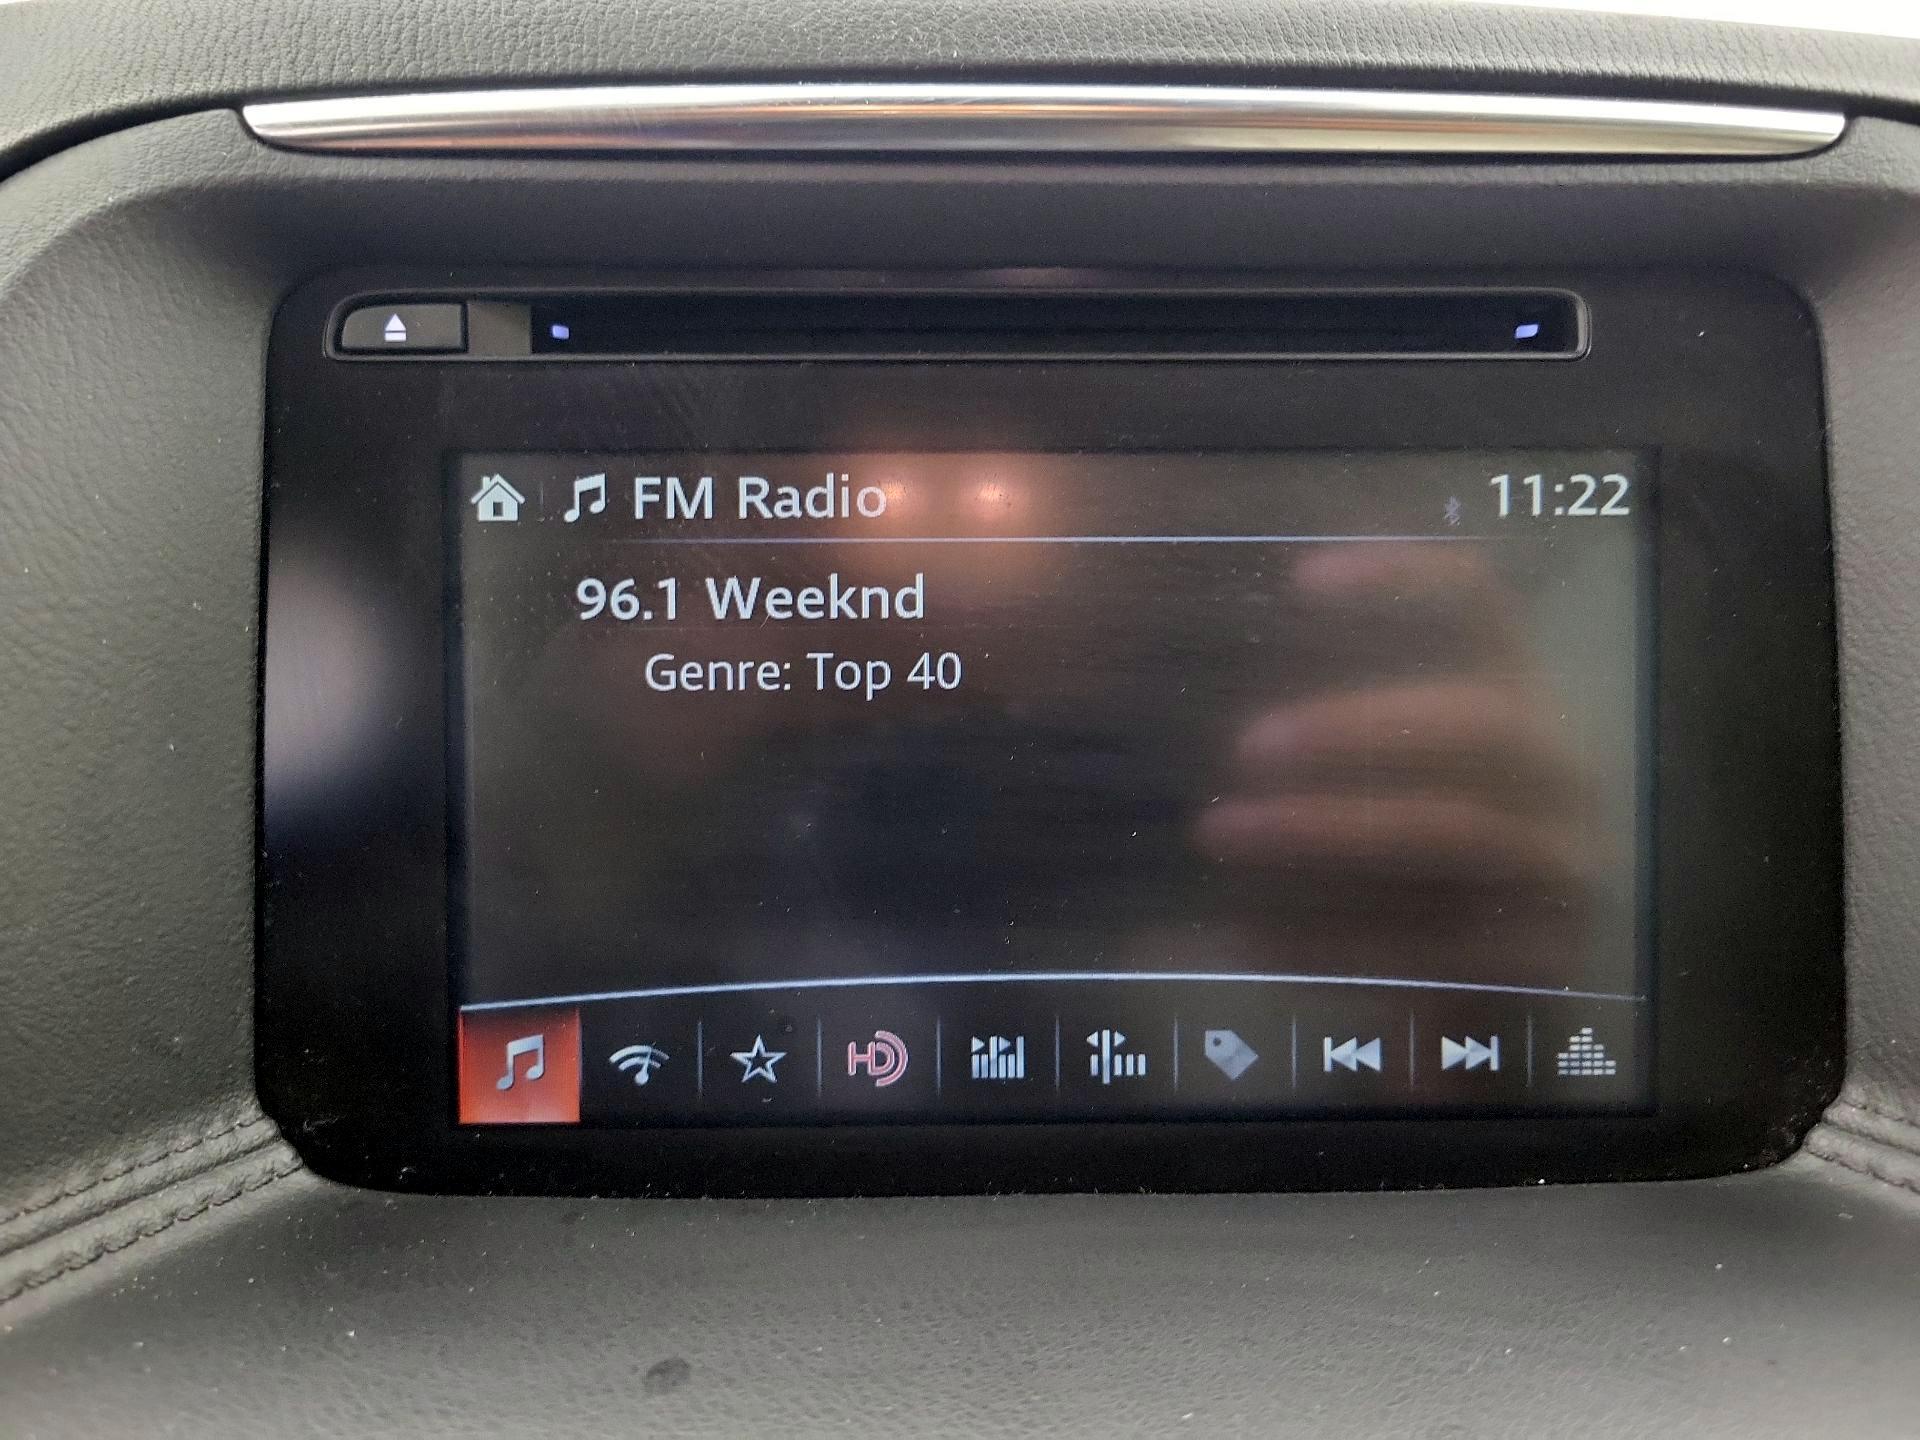 FM Radio 11:22
96.1 Weeknd
Genre: Top 40
HD